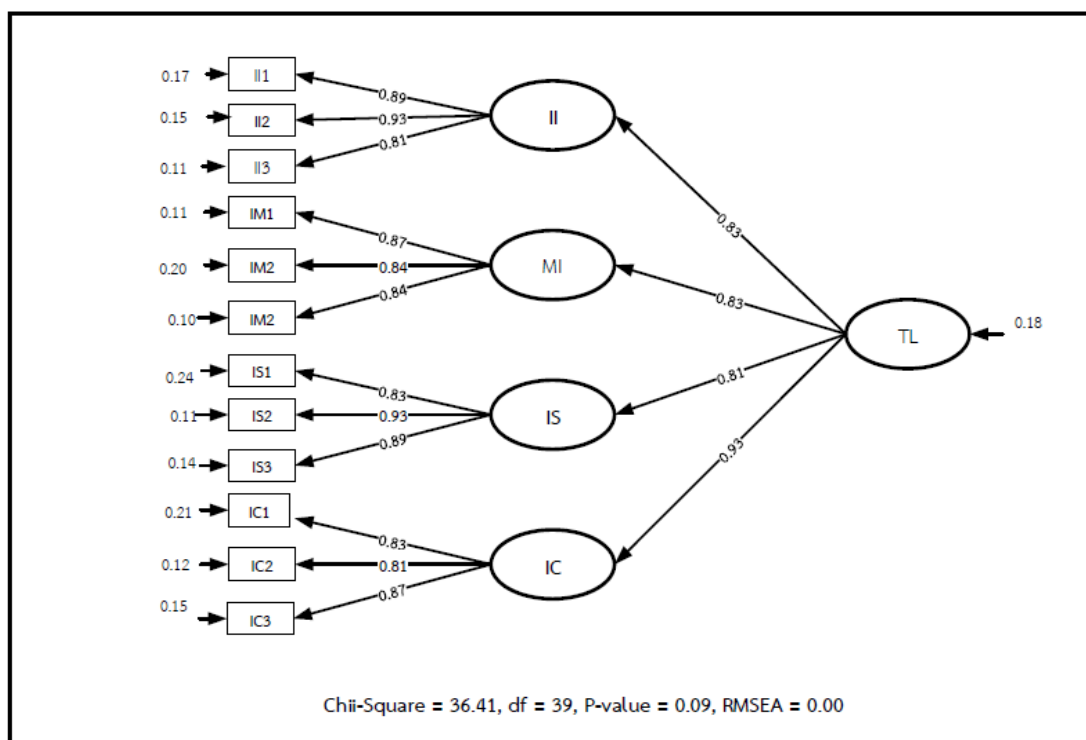 0.17 II1
0.89
0.15 II2
0.93
0.11 II3
0.81
II
0.11 IM1
0.87
0.20 IM2
0.84
0.10 IM2
0.84
MI
0.24 IS1
0.83
0.11 IS2
0.93
0.14 IS3
0.89
IS
0.21 IC1
0.83
0.12 IC2
0.81
0.15 IC3
0.87
IC
0.83
0.83
0.81
0.93
TL
0.18
Chii-Square = 36.41, df = 39, P-value = 0.09, RMSEA = 0.00